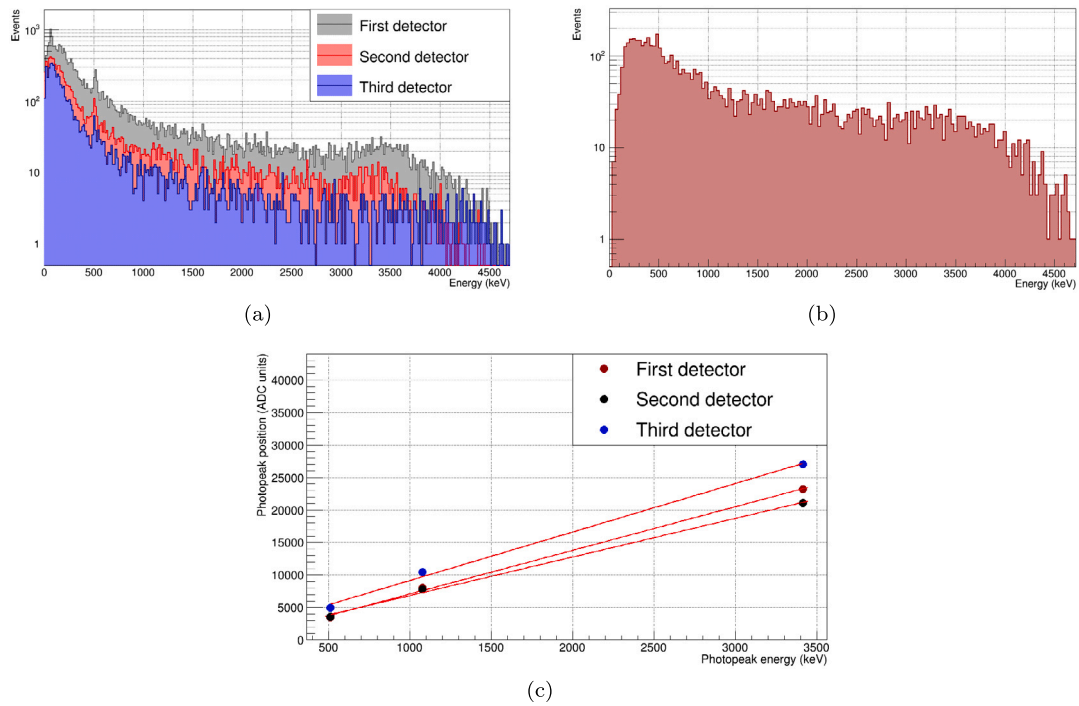 Events
10³
10²
10
1
First detector
Second detector
Third detector
0 500 1000 1500 2000 2500 3000 3500 4000 4500
Energy (keV)
(a)
Events
10²
10
1
0 500 1000 1500 2000 2500 3000 3500 4000 4500
Energy (keV)
(b)
Photopeak position (ADC units)
40000
35000
30000
25000
20000
15000
10000
5000
0
First detector
Second detector
Third detector
500 1000 1500 2000 2500 3000 3500
Photopeak energy (keV)
(c)